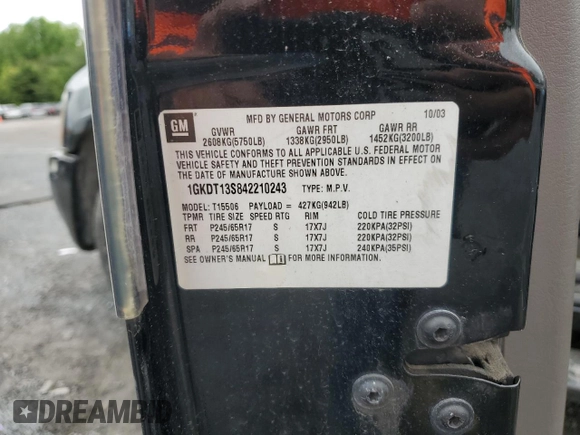 MFD BY GENERAL MOTORS CORP 10/03
GM
GVWR GAWR FRT GAWR RR
2608KG(5750LB) 1338KG(2950LB) 1452KG(3200LB)
THIS VEHICLE CONFORMS TO ALL APPLICABLE U.S. FEDERAL MOTOR
VEHICLE SAFETY AND THEFT PREVENTION STANDARDS IN EFFECT ON
THE DATE OF MANUFACTURE SHOWN ABOVE.
1GKDT13S842210243 TYPE: M.P.V.
MODEL: T15506 PAYLOAD = 427KG(942LB)
TPMR TIRE SIZE SPEED RTG RIM COLD TIRE PRESSURE
FRT P245/65R17 S 17X7J 220KPA(32PSI)
RR P245/65R17 S 17X7J 220KPA(32PSI)
SPA P245/65R17 S 17X7J 240KPA(35PSI)
SEE OWNER'S MANUAL FOR MORE INFORMATION.
DREAMBID